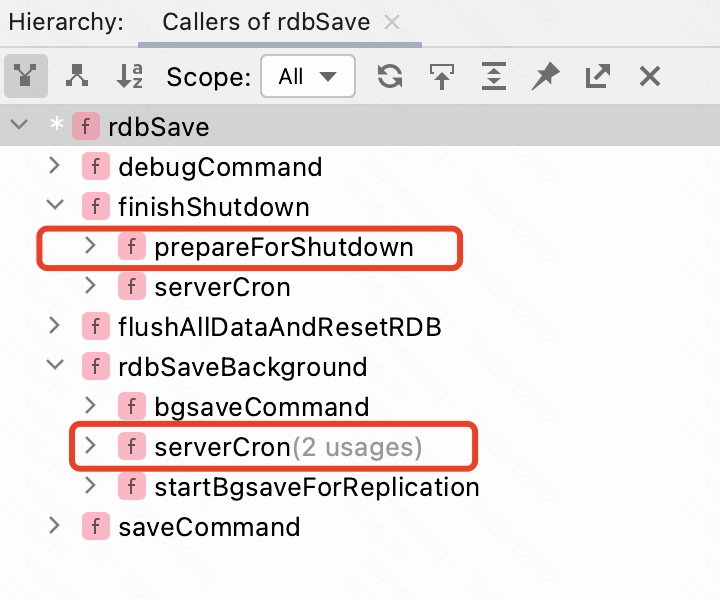 Hierarchy: Callers of rdbSave
Scope: All
* f rdbSave
f debugCommand
f finishShutdown
f prepareForShutdown
f serverCron
f flushAllDataAndResetRDB
f rdbSaveBackground
f bgsaveCommand
f serverCron(2 usages)
f startBgsaveForReplication
f saveCommand